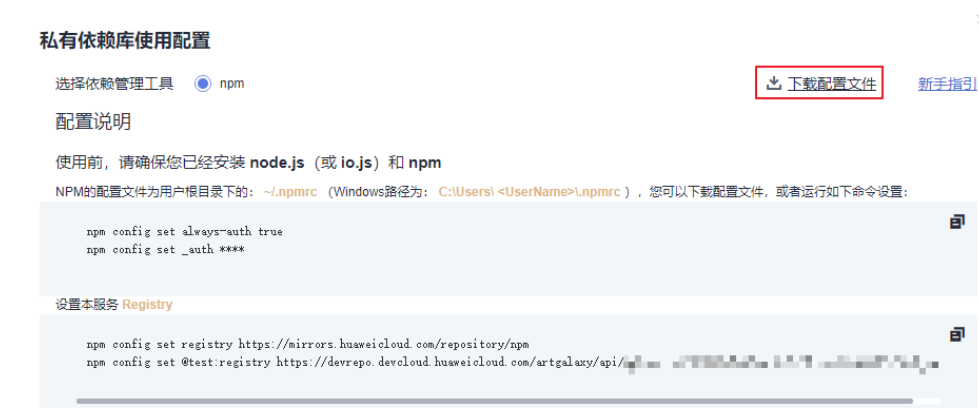 私有依赖库使用配置
选择依赖管理工具 npm 下载配置文件 新手指引
配置说明
使用前，请确保您已经安装 node.js（或 io.js）和 npm
NPM的配置文件为用户根目录下的： ~/.npmrc （Windows路径为： C:\Users\ <UserName>\.npmrc ），您可以下载配置文件，或者运行如下命令设置：
npm config set always-auth true
npm config set _auth ****
设置本服务 Registry
npm config set registry https://mirrors.huaweicloud.com/repository/npm
npm config set @test:registry https://devrepo.devcloud.huaweicloud.com/artgalaxy/api/